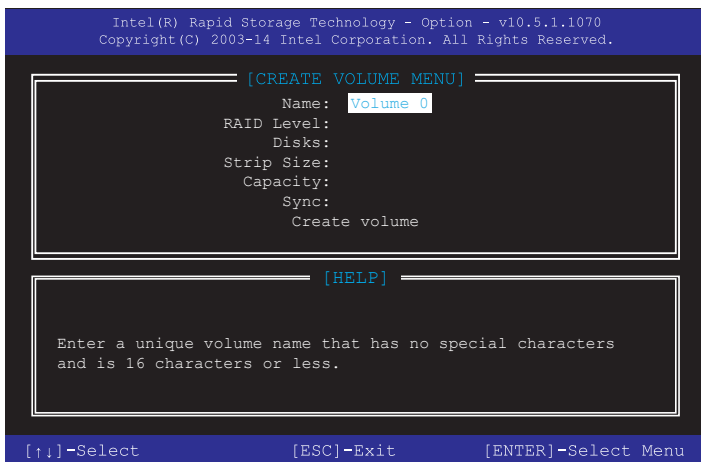 Intel(R) Rapid Storage Technology - Option - v10.5.1.1070
Copyright(C) 2003-14 Intel Corporation. All Rights Reserved.
[CREATE VOLUME MENU]
Name: Volume 0
RAID Level:
Disks:
Strip Size:
Capacity:
Sync:
Create volume
[HELP]
Enter a unique volume name that has no special characters
and is 16 characters or less.
[↑↓]-Select [ESC]-Exit [ENTER]-Select Menu